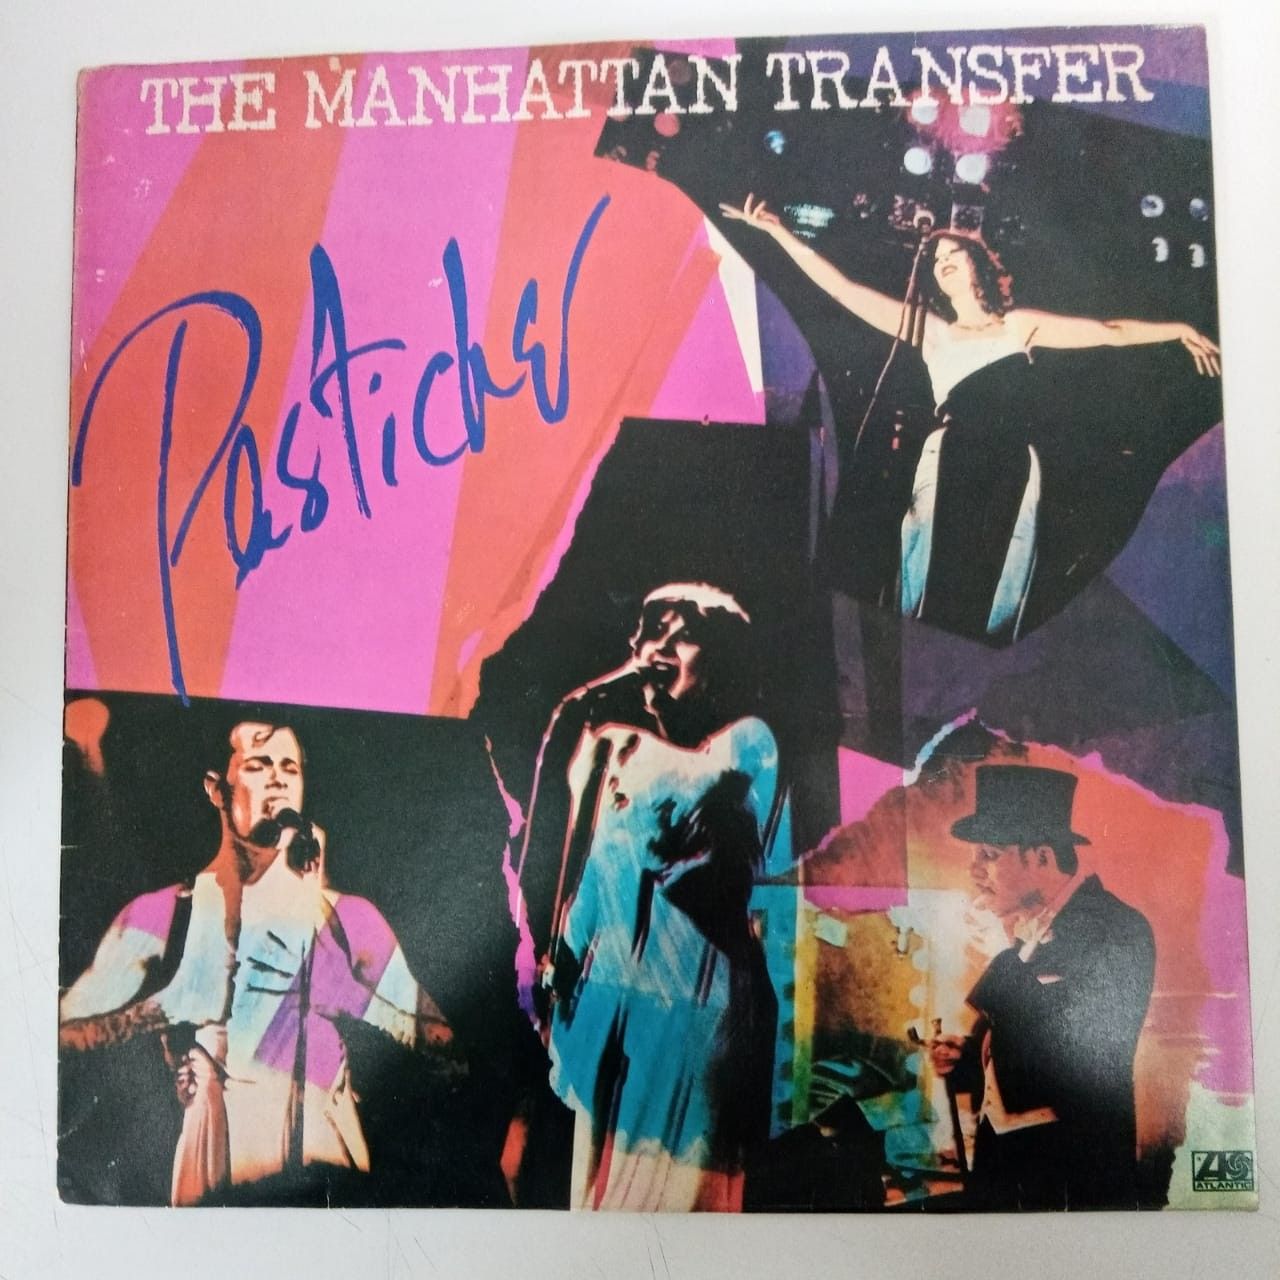 THE MANHATTAN TRANSFER
Pastiche
ATLANTIC